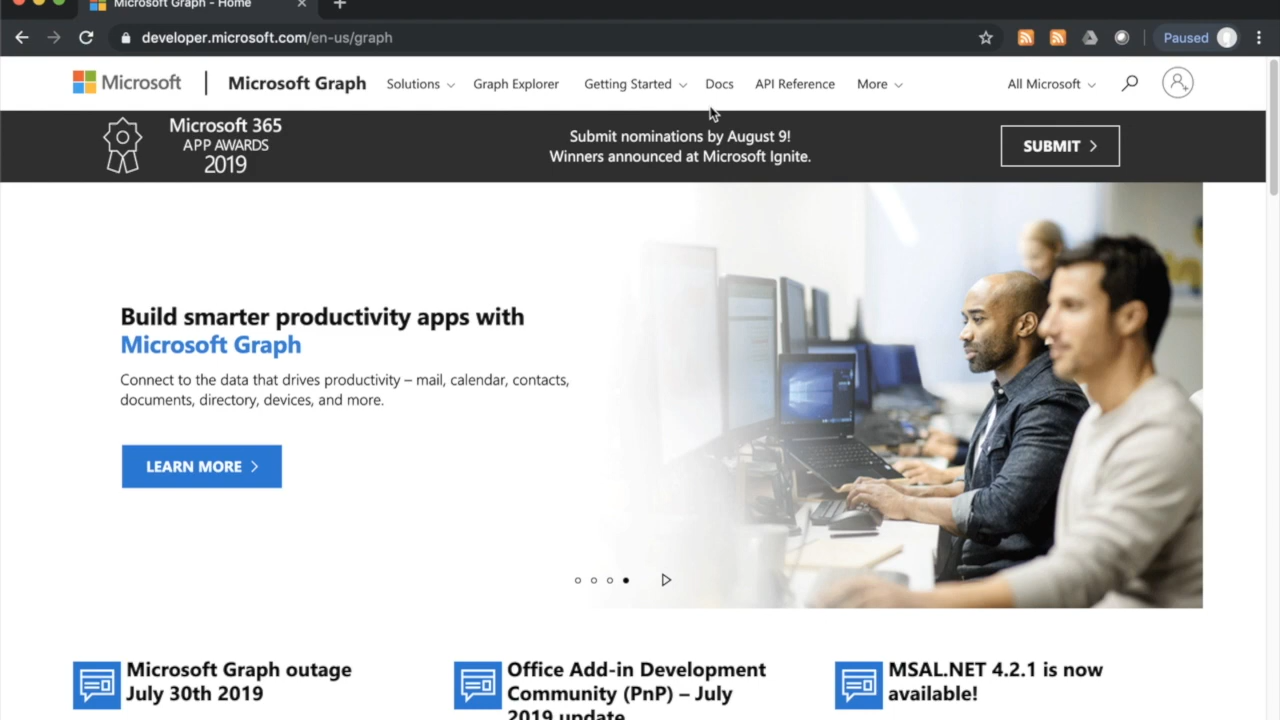 Microsoft Graph - Home
developer.microsoft.com/en-us/graph
Paused
Microsoft
Microsoft Graph
Solutions
Graph Explorer
Getting Started
Docs
API Reference
More
All Microsoft
Microsoft 365
APP AWARDS
2019
Submit nominations by August 9!
Winners announced at Microsoft Ignite.
SUBMIT
Build smarter productivity apps with
Microsoft Graph
Connect to the data that drives productivity – mail, calendar, contacts,
documents, directory, devices, and more.
LEARN MORE
Microsoft Graph outage
July 30th 2019
Office Add-in Development
Community (PnP) – July
2019 update
MSAL.NET 4.2.1 is now
available!